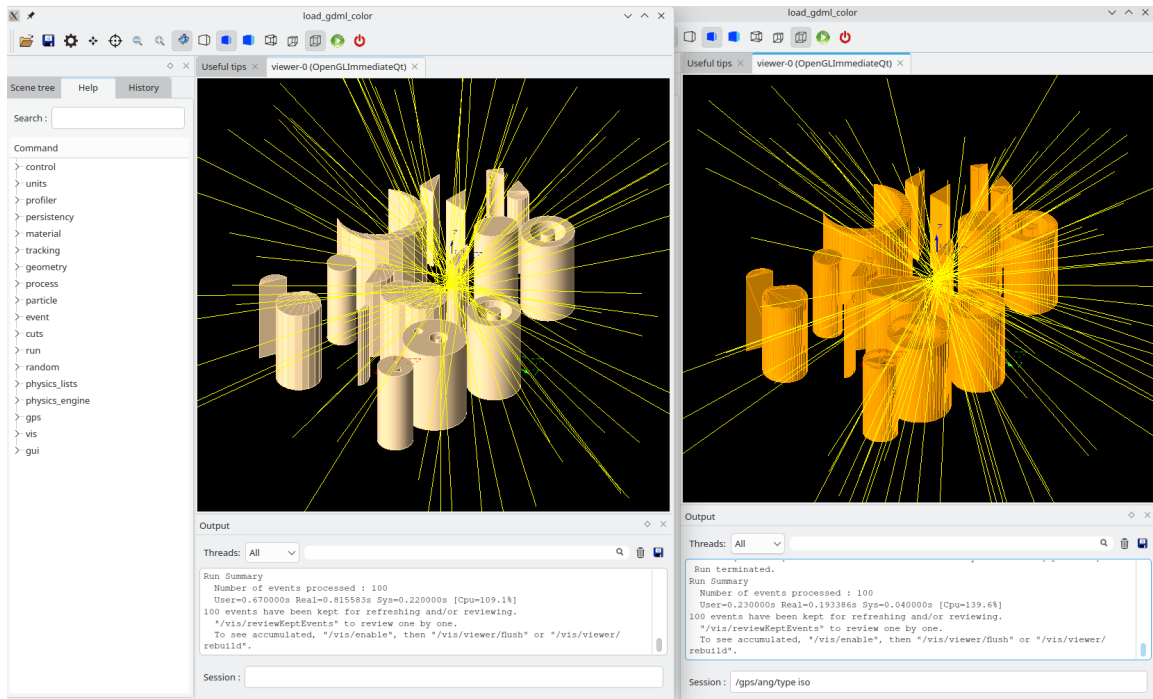 load_gdml_color
Useful tips
viewer-0 (OpenGLImmediateQt)
Scene tree
Help
History
Search :
Command
control
units
profiler
persistency
material
tracking
geometry
process
particle
event
cuts
run
random
physics_lists
physics_engine
gps
vis
gui
Output
Threads:
All
Run Summary
Number of events processed : 100
User=0.670000s Real=0.815583s Sys=0.220000s [Cpu=109.1%]
100 events have been kept for refreshing and/or reviewing.
"/vis/reviewKeptEvents" to review one by one.
To see accumulated, "/vis/enable", then "/vis/viewer/flush" or "/vis/viewer/
rebuild".
Session :
load_gdml_color
Useful tips
viewer-0 (OpenGLImmediateQt)
Output
Threads:
All
Run terminated.
Run Summary
Number of events processed : 100
User=0.230000s Real=0.193386s Sys=0.040000s [Cpu=139.6%]
100 events have been kept for refreshing and/or reviewing.
"/vis/reviewKeptEvents" to review one by one.
To see accumulated, "/vis/enable", then "/vis/viewer/flush" or "/vis/viewer/
rebuild".
Session :
/gps/ang/type iso